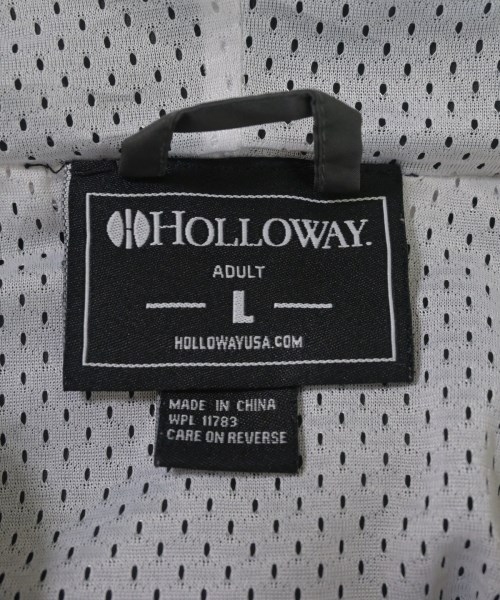 HOLLOWAY.
ADULT
L
HOLLOWAYUSA.COM
MADE IN CHINA
WPL 11783
CARE ON REVERSE